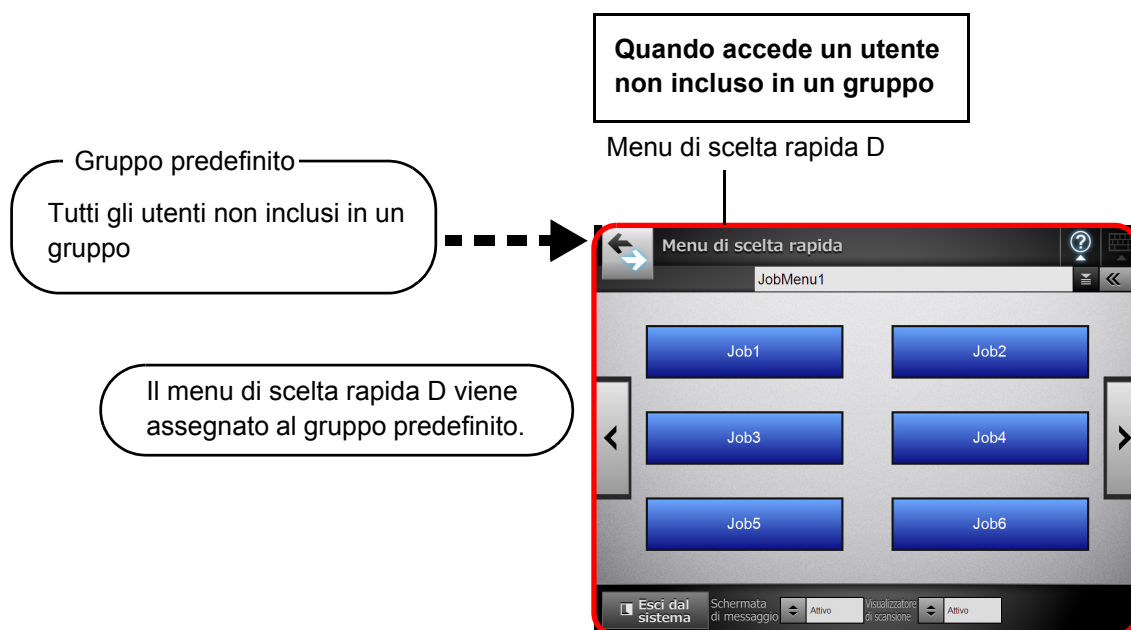 Quando accede un utente
non incluso in un gruppo
Menu di scelta rapida D
Gruppo predefinito
Tutti gli utenti non inclusi in un
gruppo
Il menu di scelta rapida D viene
assegnato al gruppo predefinito.
Menu di scelta rapida
?
JobMenu1
Job1
Job2
Job3
Job4
Job5
Job6
Esci dal
sistema
Schermata
di messaggio
Attivo
Visualizzatore
di scansione
Attivo